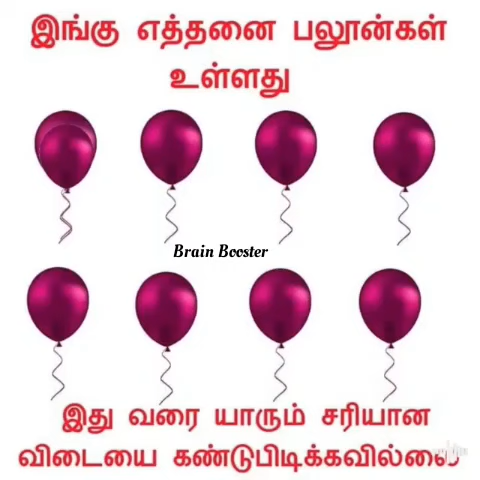 இங்கு எத்தனை பலூன்கள்
உள்ளது
Brain Booster
இது வரை யாரும் சரியான
விடையை கண்டுபிடிக்கவில்லை